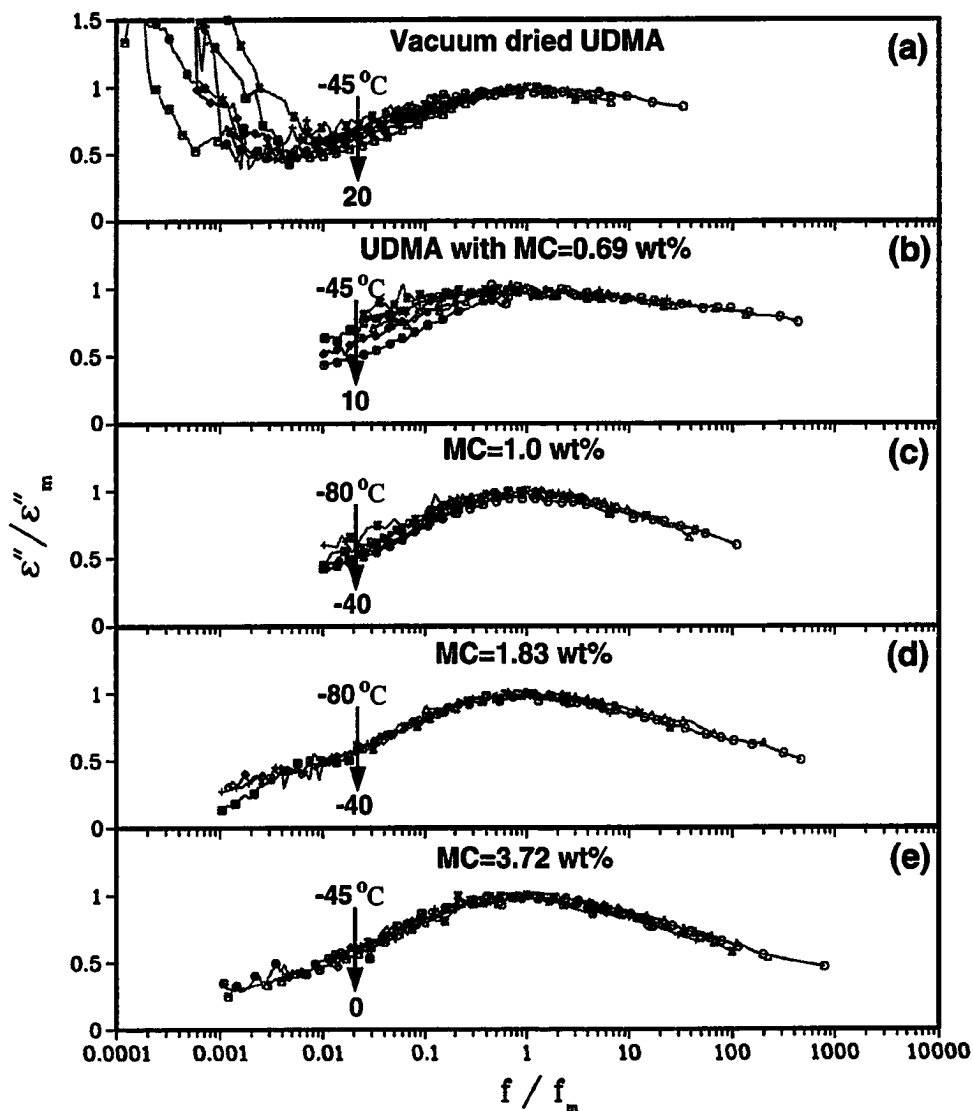 1.5
Vacuum dried UDMA
(a)
-45 °C
1
0.5
20
0
UDMA with MC=0.69 wt%
(b)
-45 °C
1
0.5
10
0
MC=1.0 wt%
(c)
-80 °C
1
0.5
-40
0
MC=1.83 wt%
(d)
-80 °C
1
0.5
-40
0
MC=3.72 wt%
(e)
-45 °C
1
0.5
0
0
ε″/ε″m
0.0001 0.001 0.01 0.1 1 10 100 1000 10000
f / fm